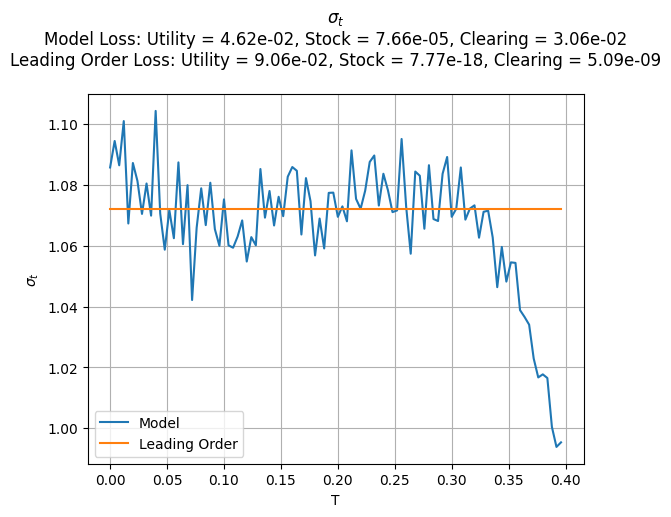 σt
Model Loss: Utility = 4.62e-02, Stock = 7.66e-05, Clearing = 3.06e-02
Leading Order Loss: Utility = 9.06e-02, Stock = 7.77e-18, Clearing = 5.09e-09
1.10
1.08
1.06
1.04
1.02
1.00
σt
Model
Leading Order
0.00 0.05 0.10 0.15 0.20 0.25 0.30 0.35 0.40
T